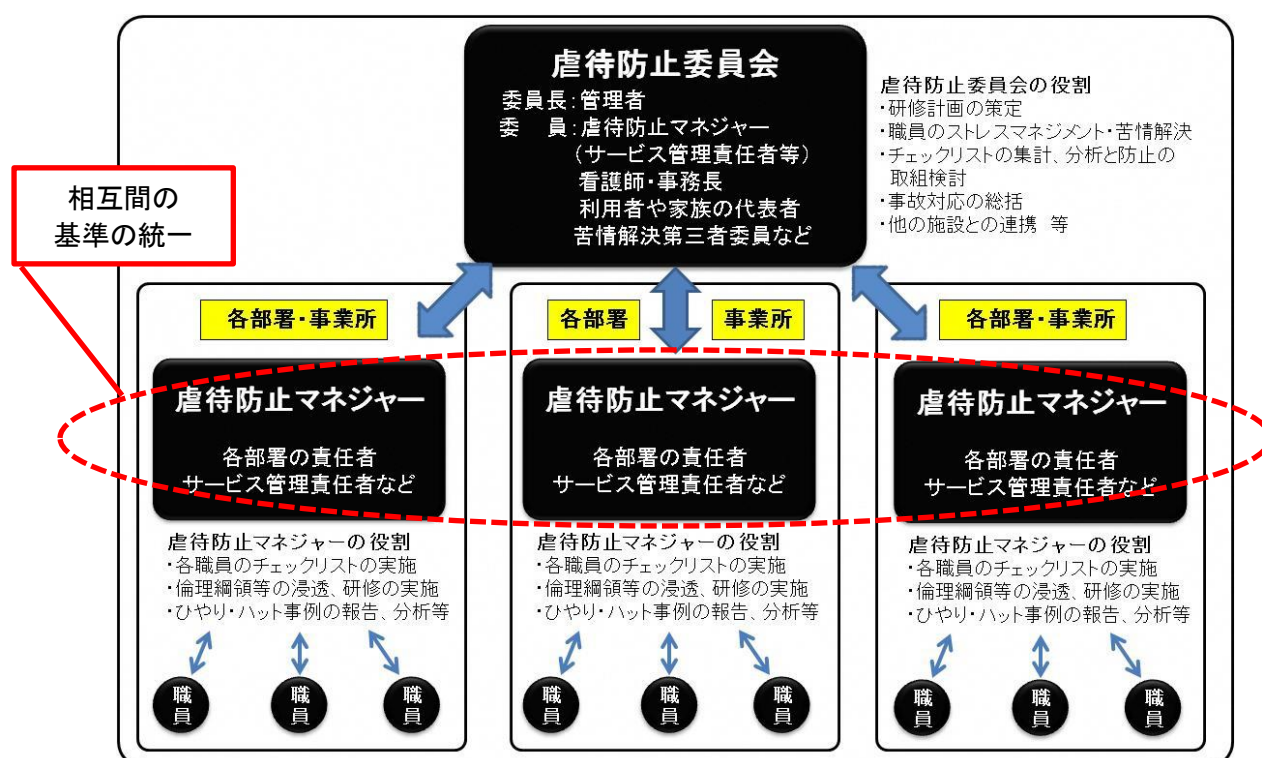 虐待防止委員会
委員長：管理者
委　員：虐待防止マネジャー
（サービス管理責任者等）
看護師・事務長
利用者や家族の代表者
苦情解決第三者委員など
虐待防止委員会の役割
・研修計画の策定
・職員のストレスマネジメント・苦情解決
・チェックリストの集計、分析と防止の
取組検討
・事故対応の総括
・他の施設との連携　等
相互間の
基準の統一
各部署・事業所
虐待防止マネジャー
各部署の責任者
サービス管理責任者など
虐待防止マネジャーの役割
・各職員のチェックリストの実施
・倫理綱領等の浸透、研修の実施
・ひやり・ハット事例の報告、分析等
職員
職員
職員
各部署
事業所
虐待防止マネジャー
各部署の責任者
サービス管理責任者など
虐待防止マネジャーの役割
・各職員のチェックリストの実施
・倫理綱領等の浸透、研修の実施
・ひやり・ハット事例の報告、分析等
職員
職員
職員
各部署・事業所
虐待防止マネジャー
各部署の責任者
サービス管理責任者など
虐待防止マネジャーの役割
・各職員のチェックリストの実施
・倫理綱領等の浸透、研修の実施
・ひやり・ハット事例の報告、分析等
職員
職員
職員